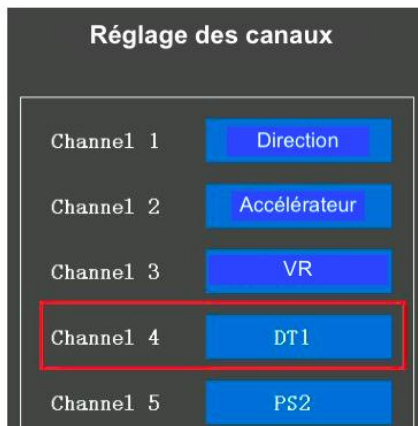 Réglage des canaux
Channel 1 Direction
Channel 2 Accélérateur
Channel 3 VR
Channel 4 DT1
Channel 5 PS2